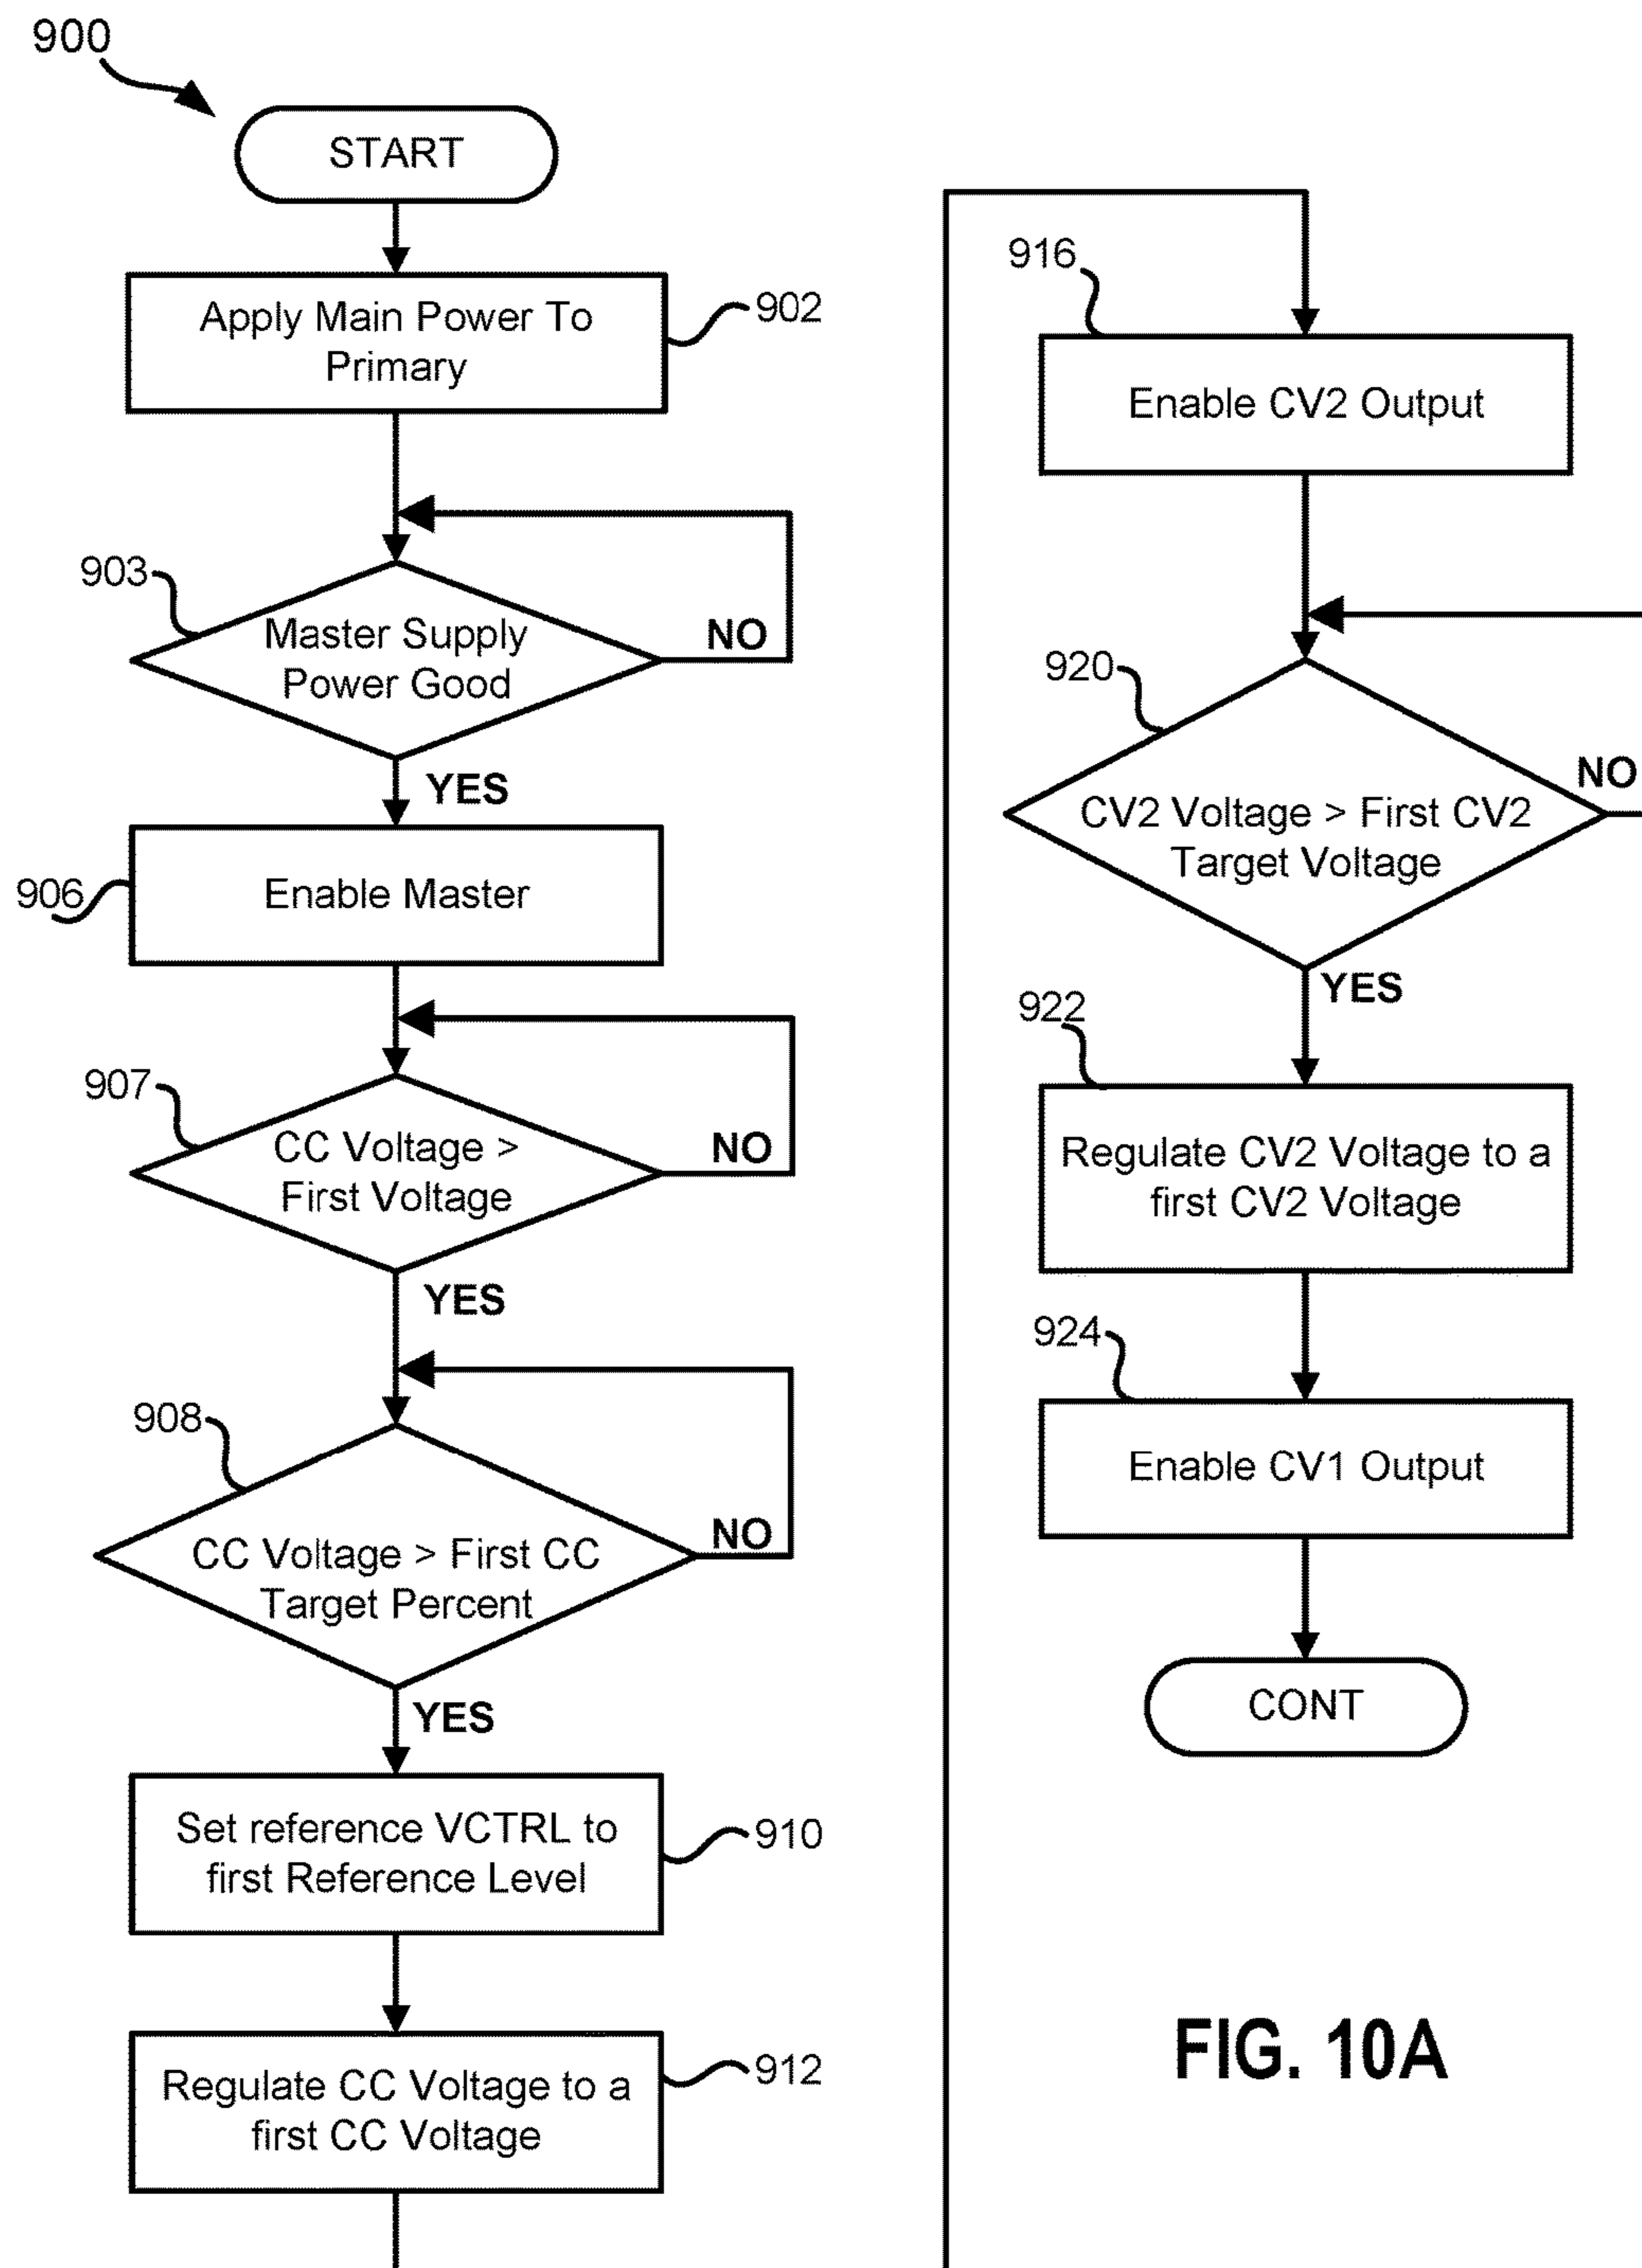 900
START
Apply Main Power To
Primary
902
903
Master Supply
Power Good
NO
YES
906
Enable Master
907
CC Voltage >
First Voltage
NO
YES
908
CC Voltage > First CC
Target Percent
NO
YES
Set reference VCTRL to
first Reference Level
910
Regulate CC Voltage to a
first CC Voltage
912
916
Enable CV2 Output
920
CV2 Voltage > First CV2
Target Voltage
NO
YES
922
Regulate CV2 Voltage to a
first CV2 Voltage
924
Enable CV1 Output
CONT
FIG. 10A